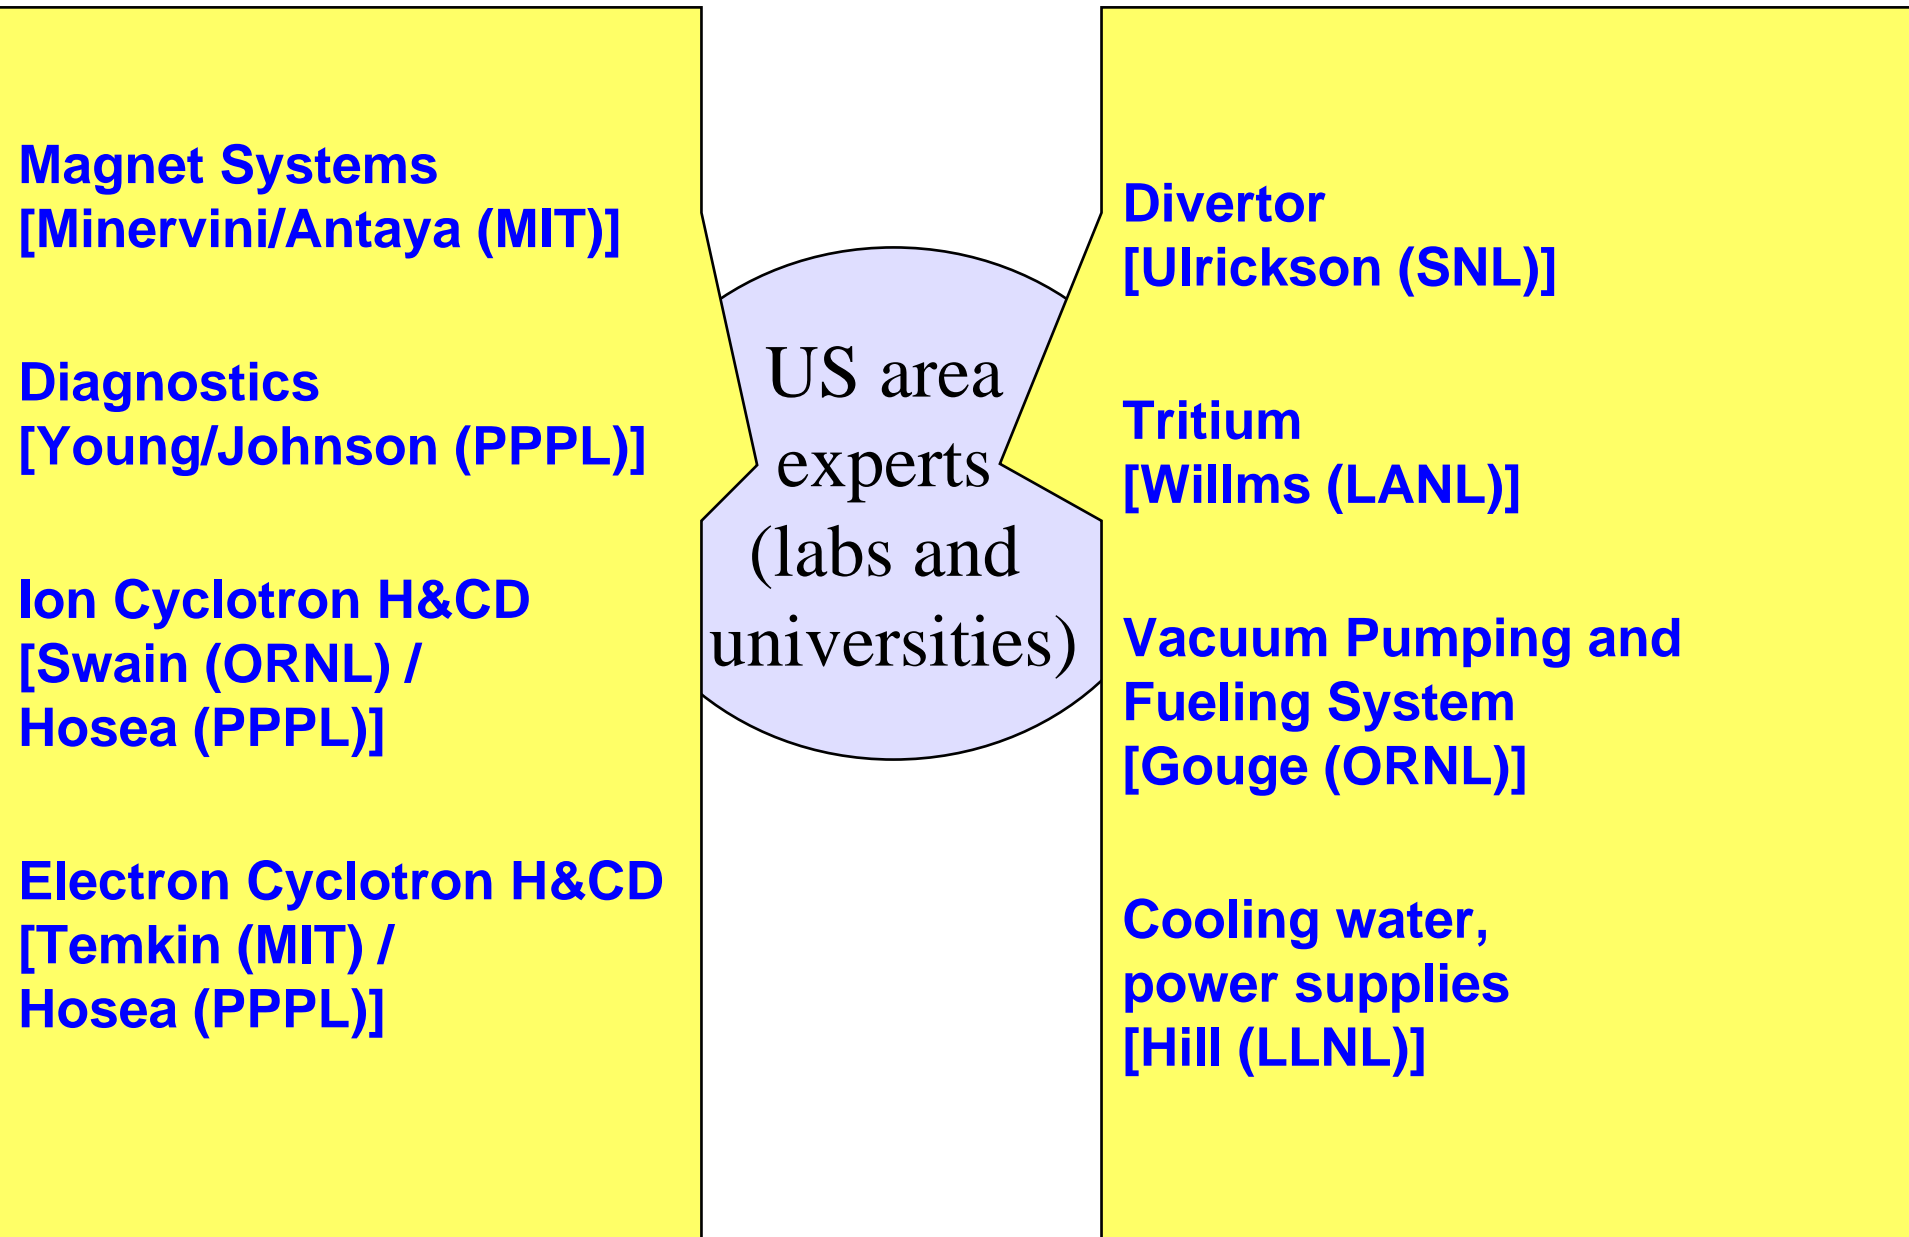 Magnet Systems
[Minervini/Antaya (MIT)]
Diagnostics
[Young/Johnson (PPPL)]
Ion Cyclotron H&CD
[Swain (ORNL) /
Hosea (PPPL)]
Electron Cyclotron H&CD
[Temkin (MIT) /
Hosea (PPPL)]
US area
experts
(labs and
universities)
Divertor
[Ulrickson (SNL)]
Tritium
[Willms (LANL)]
Vacuum Pumping and
Fueling System
[Gouge (ORNL)]
Cooling water,
power supplies
[Hill (LLNL)]